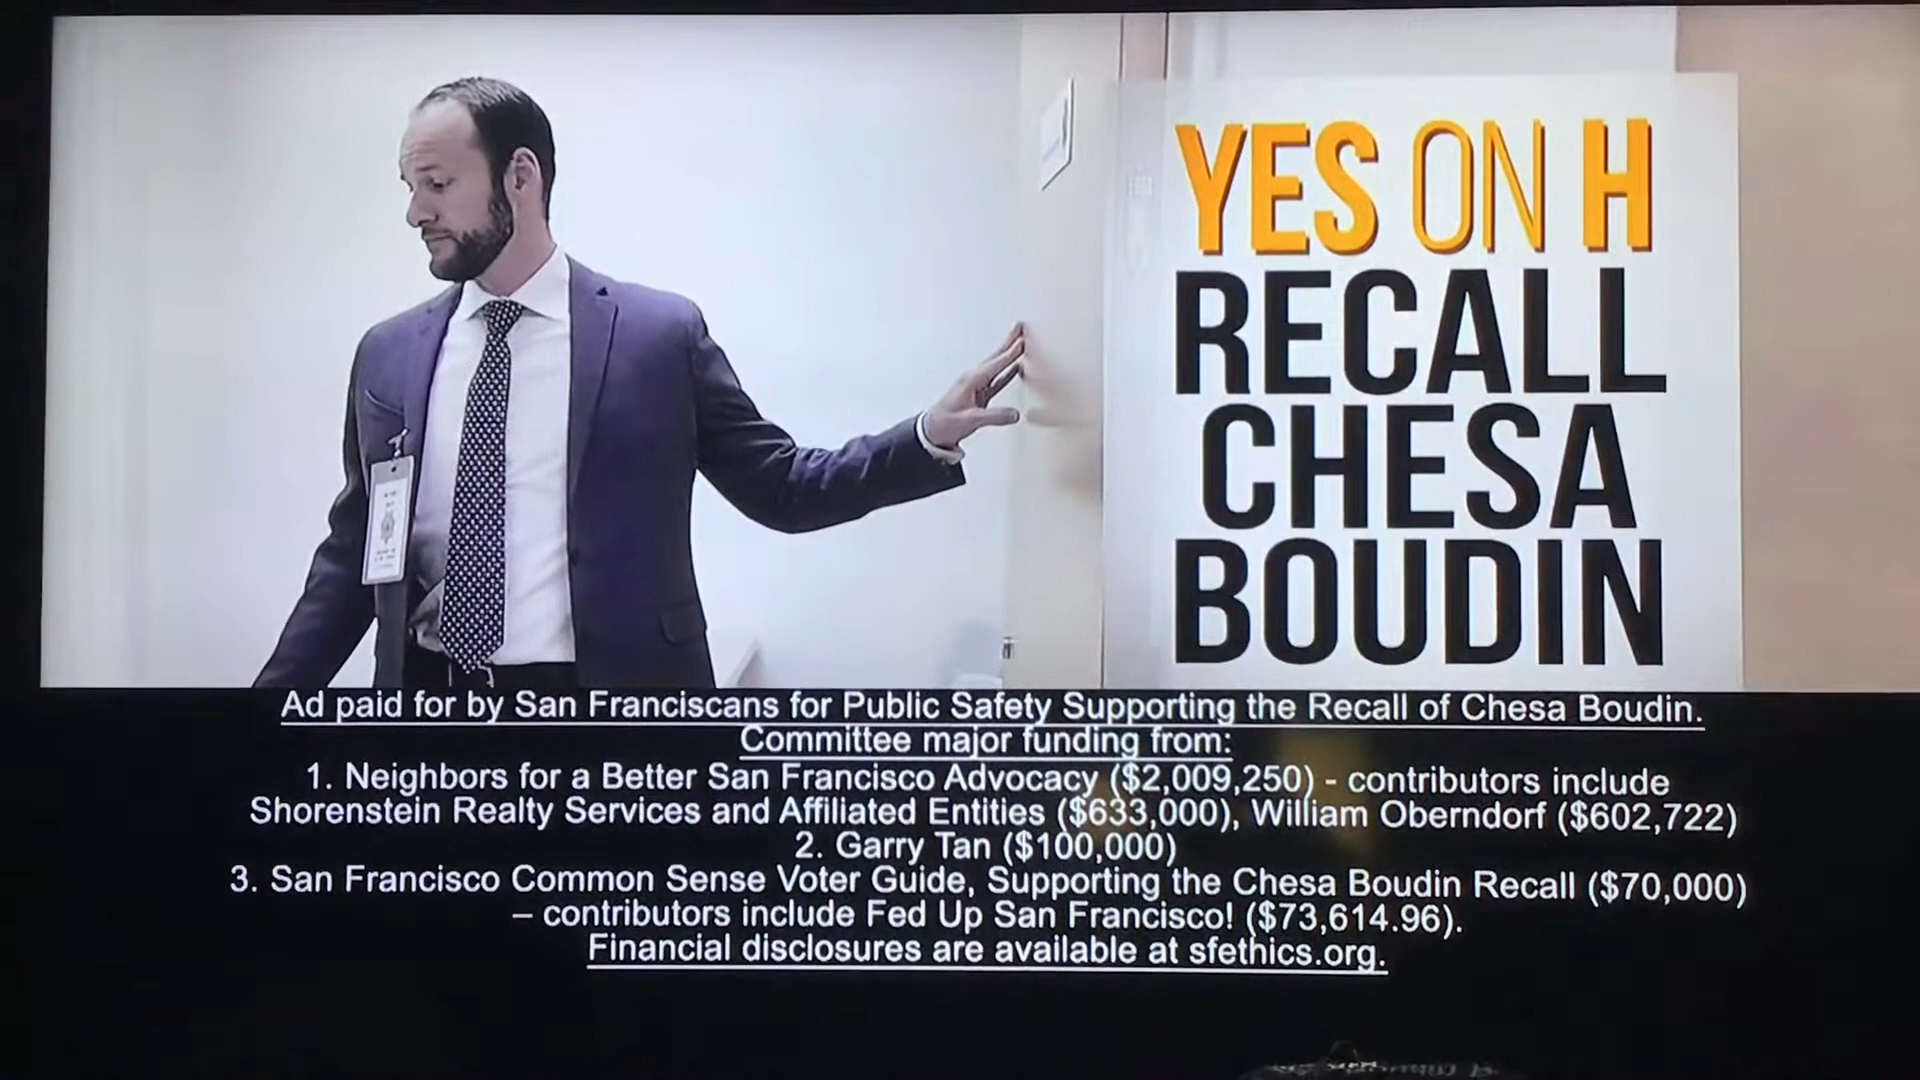 YES ON H
RECALL
CHESA
BOUDIN
Ad paid for by San Franciscans for Public Safety Supporting the Recall of Chesa Boudin.
Committee major funding from:
1. Neighbors for a Better San Francisco Advocacy ($2,009,250) - contributors include
Shorenstein Realty Services and Affiliated Entities ($633,000), William Oberndorf ($602,722)
2. Garry Tan ($100,000)
3. San Francisco Common Sense Voter Guide, Supporting the Chesa Boudin Recall ($70,000)
– contributors include Fed Up San Francisco! ($73,614.96).
Financial disclosures are available at sfethics.org.